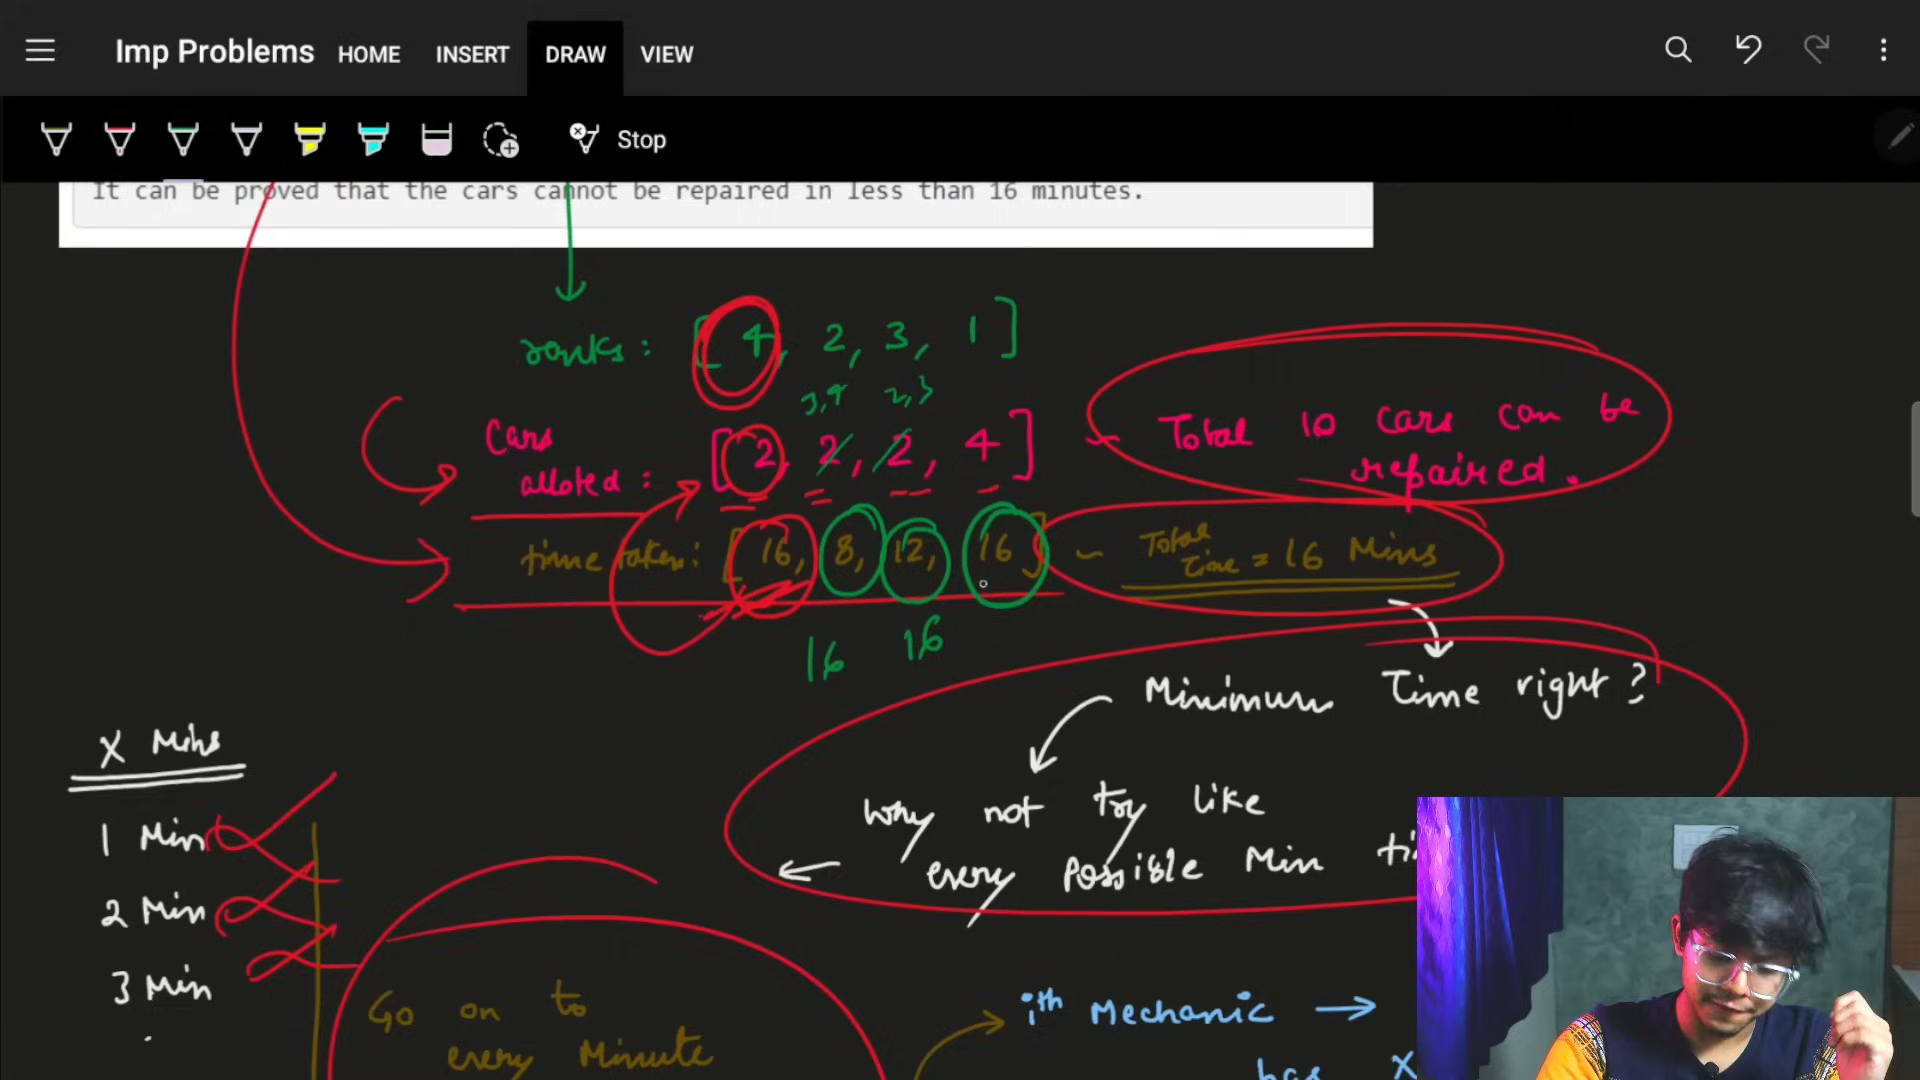 Imp Problems HOME INSERT DRAW VIEW
Stop
It can be proved that the cars cannot be repaired in less than 16 minutes.
ranks: [4, 2, 3, 1]
2,3
Cars
alloted: [2, 2, 2, 4] - Total 10 Cars can be
repaired.
time taken: [16, 8, 12, 16] - Total
Time = 16 Mins
16 16
Minimum Time right?
X Mins
Why not try like
every possible Min
1 Min
2 Min
3 Min
Go on to
every Minute
ith Mechanic →
has X